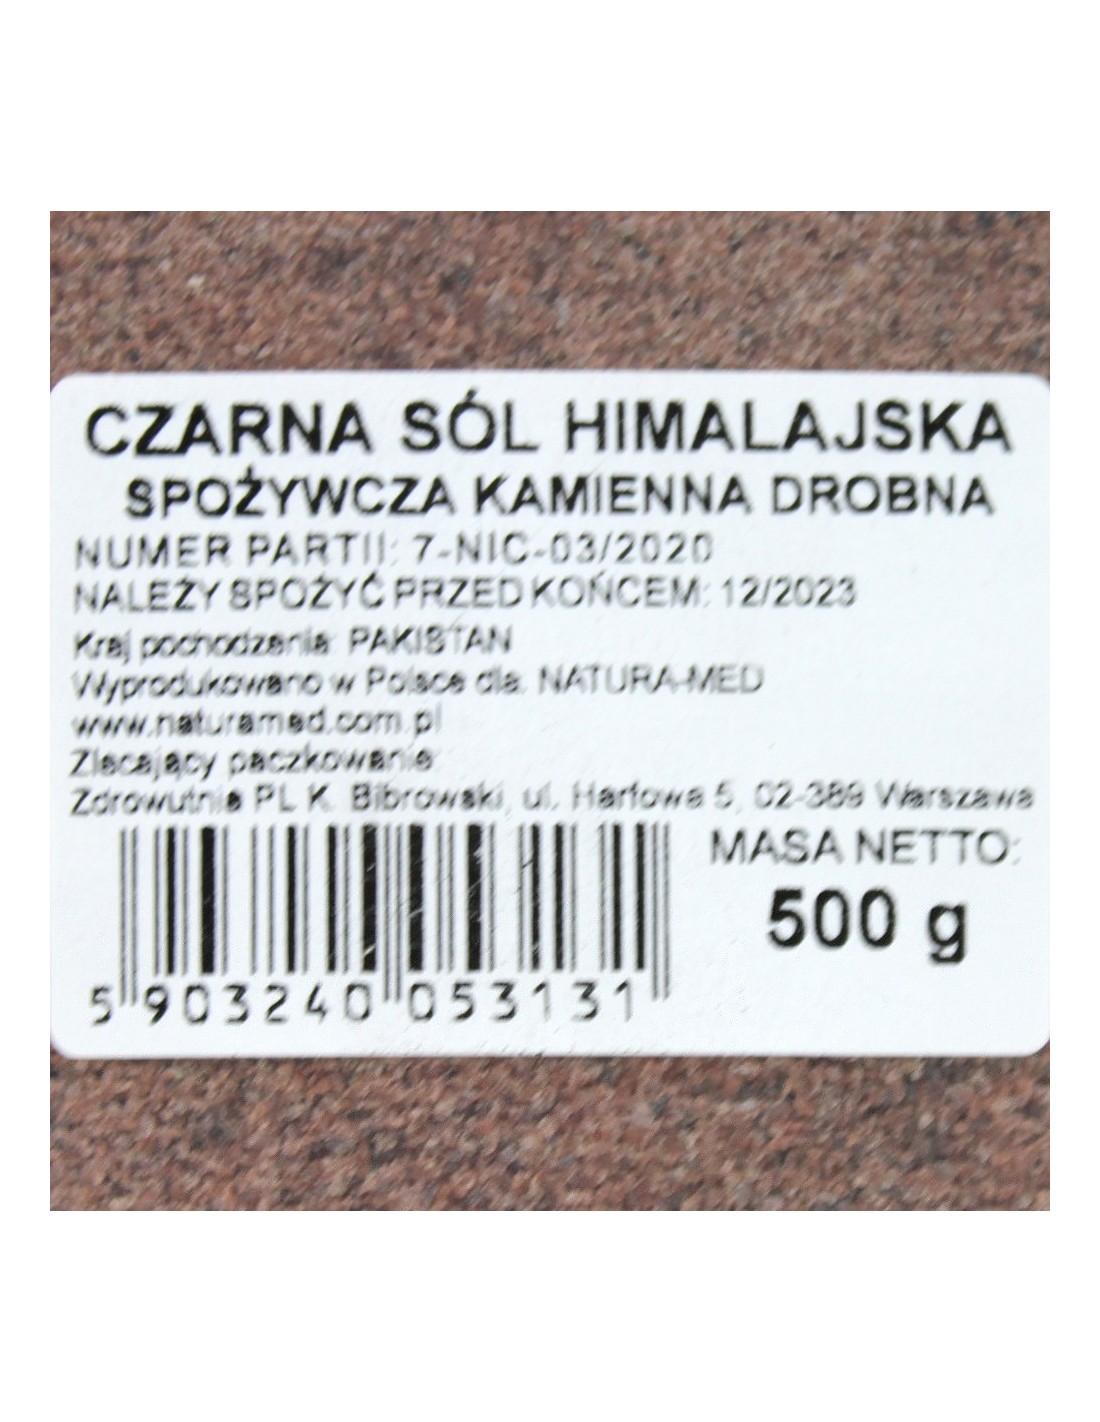 CZARNA SÓL HIMALAJSKA
SPOŻYWCZA KAMIENNA DROBNA
NUMER PARTII: 7-NIC-03/2020
NALEŻY SPOŻYĆ PRZED KOŃCEM: 12/2023
Kraj pochodzenia: PAKISTAN
Wyprodukowano w Polsce dla: NATURA-MED
www.naturamed.com.pl
Zlecający paczkowanie:
Zdrowutnie PL K. Bibrowski, ul. Harfowa 5, 02-389 Warszawa
MASA NETTO:
500 g
5 903240 053131